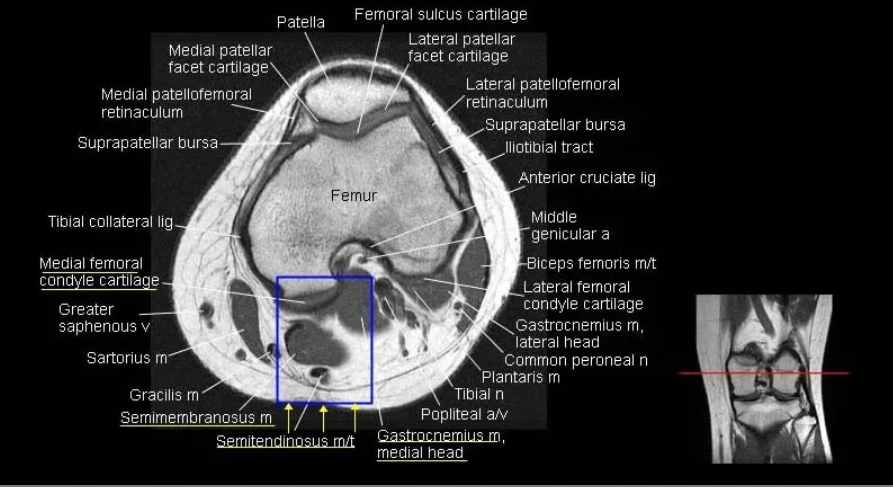 Patella
Femoral sulcus cartilage
Medial patellar
facet cartilage
Lateral patellar
facet cartilage
Medial patellofemoral
retinaculum
Lateral patellofemoral
retinaculum
Suprapatellar bursa
Suprapatellar bursa
Iliotibial tract
Anterior cruciate lig
Femur
Tibial collateral lig
Middle
genicular a
Medial femoral
condyle cartilage
Biceps femoris m/t
Lateral femoral
condyle cartilage
Greater
saphenous v
Gastrocnemius m,
lateral head
Sartorius m
Common peroneal n
Plantaris m
Gracilis m
Tibial n
Semimembranosus m
Popliteal a/v
Semitendinosus m/t
Gastrocnemius m,
medial head